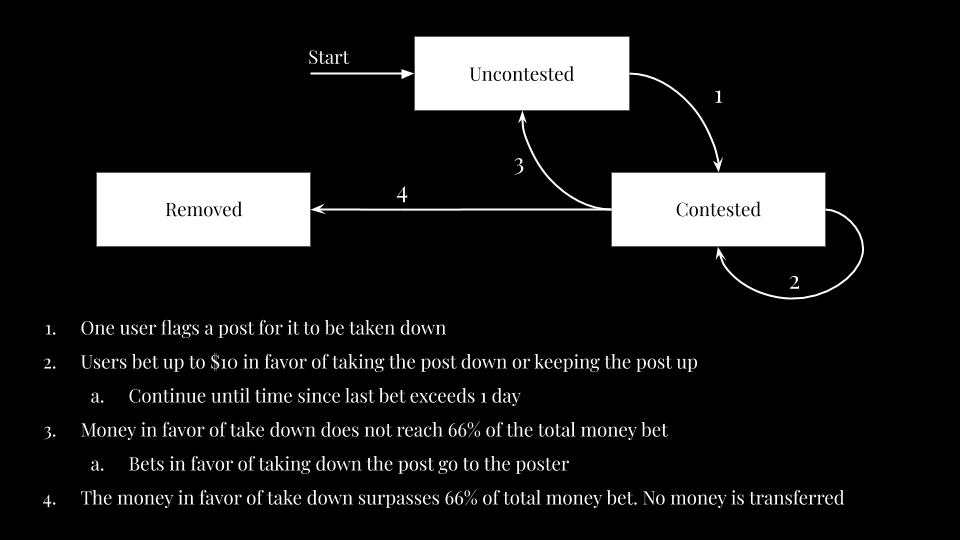 Start
Uncontested
1
3
4
Removed
Contested
2
1. One user flags a post for it to be taken down
2. Users bet up to $10 in favor of taking the post down or keeping the post up
a. Continue until time since last bet exceeds 1 day
3. Money in favor of take down does not reach 66% of the total money bet
a. Bets in favor of taking down the post go to the poster
4. The money in favor of take down surpasses 66% of total money bet. No money is transferred